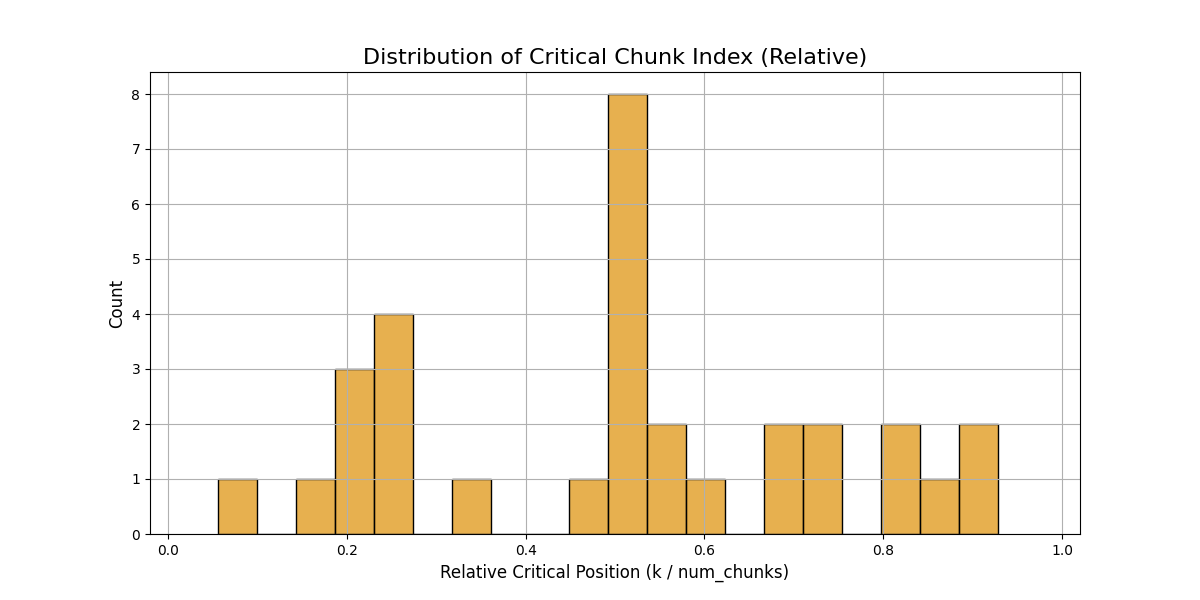 Distribution of Critical Chunk Index (Relative)
8
7
6
5
4
3
2
1
0
Count
0.0 0.2 0.4 0.6 0.8 1.0
Relative Critical Position (k / num_chunks)